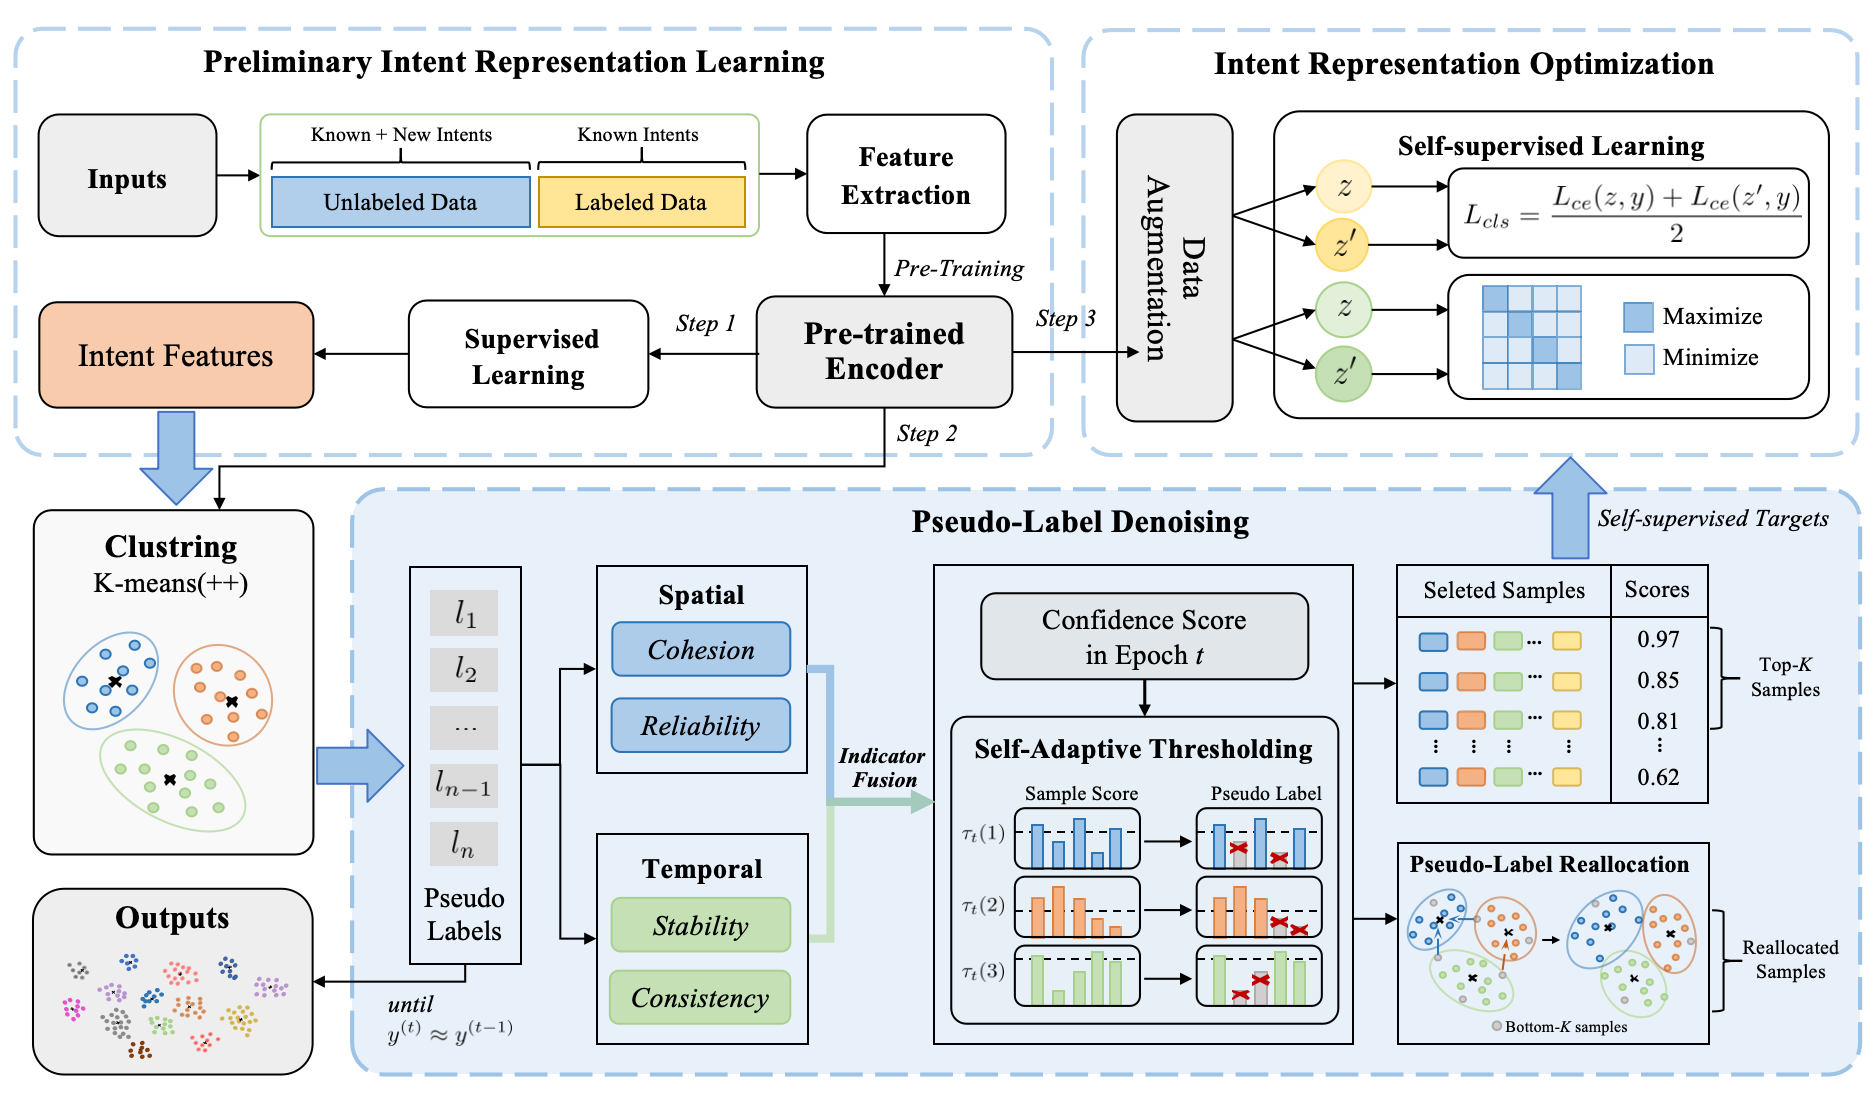 Preliminary Intent Representation Learning
Inputs
Known + New Intents
Known Intents
Unlabeled Data
Labeled Data
Feature
Extraction
Pre-Training
Intent Features
Supervised
Learning
Step 1
Pre-trained
Encoder
Step 3
Step 2
Intent Representation Optimization
Data
Augmentation
Self-supervised Learning
z
z′
L_{cls} = \frac{L_{ce}(z, y) + L_{ce}(z′, y)}{2}
z
z′
Maximize
Minimize
Clustring
K-means(++)
Outputs
Pseudo-Label Denoising
Self-supervised Targets
l_1
l_2
...
l_{n−1}
l_n
Pseudo
Labels
until
y^{(t)} ≈ y^{(t−1)}
Spatial
Cohesion
Reliability
Temporal
Stability
Consistency
Indicator
Fusion
Confidence Score
in Epoch t
Self-Adaptive Thresholding
Sample Score
Pseudo Label
τ_t(1)
τ_t(2)
τ_t(3)
Seleted Samples
Scores
... 0.97
... 0.85
... 0.81
⋮ ⋮ ⋮ ⋮ ⋮
... 0.62
Top-K
Samples
Pseudo-Label Reallocation
Bottom-K samples
Reallocated
Samples